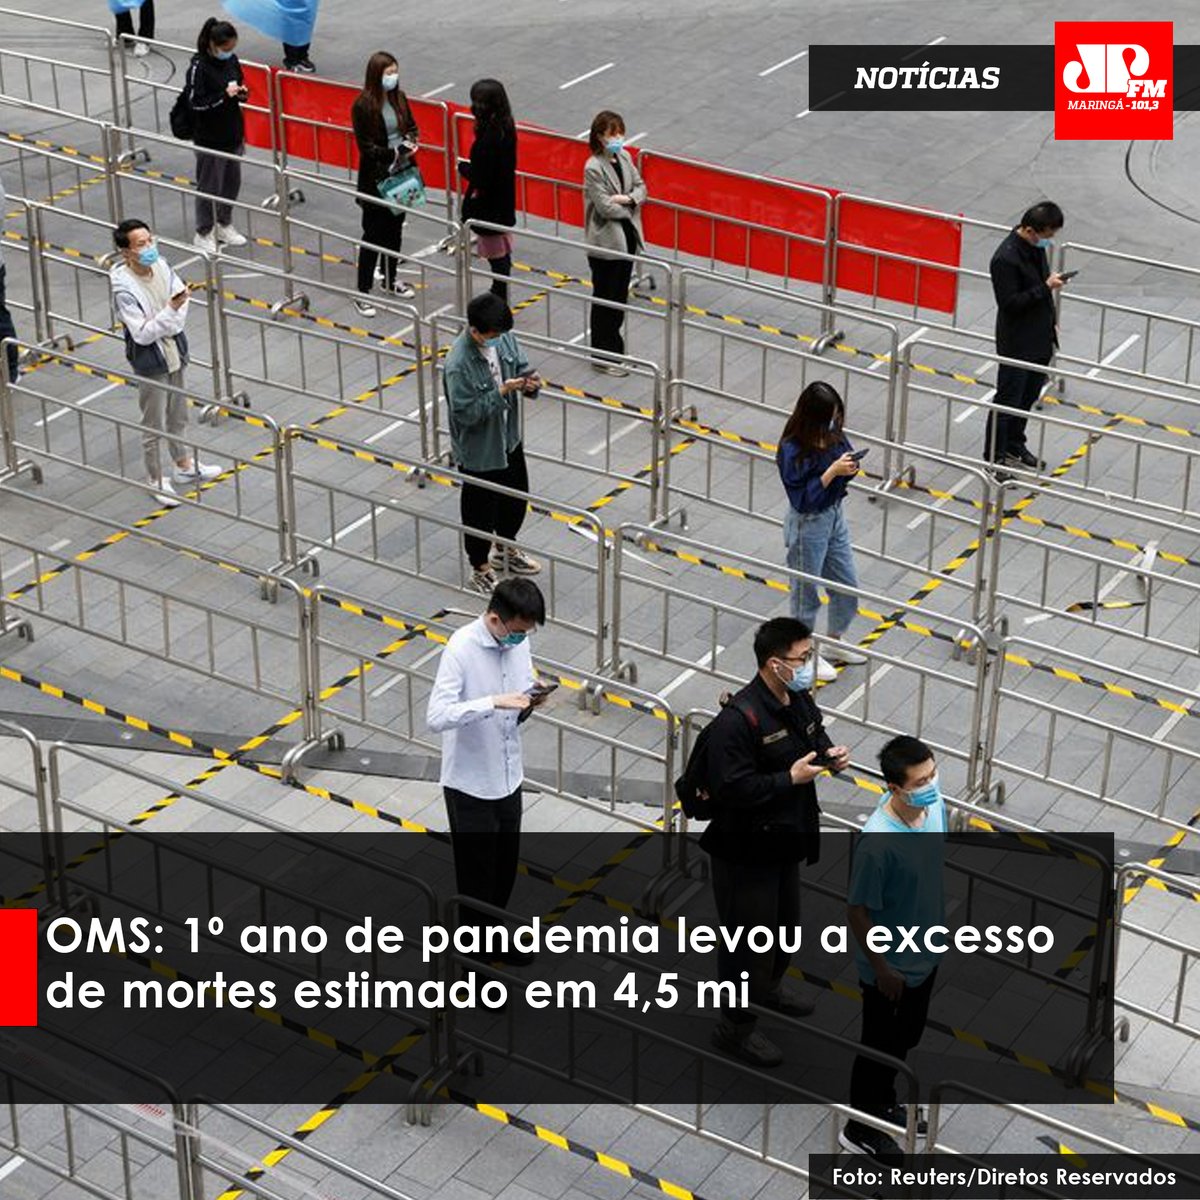 NOTÍCIAS
JP
FM
MARINGÁ - 101,3
OMS: 1º ano de pandemia levou a excesso
de mortes estimado em 4,5 mi
Foto: Reuters/Diretos Reservados